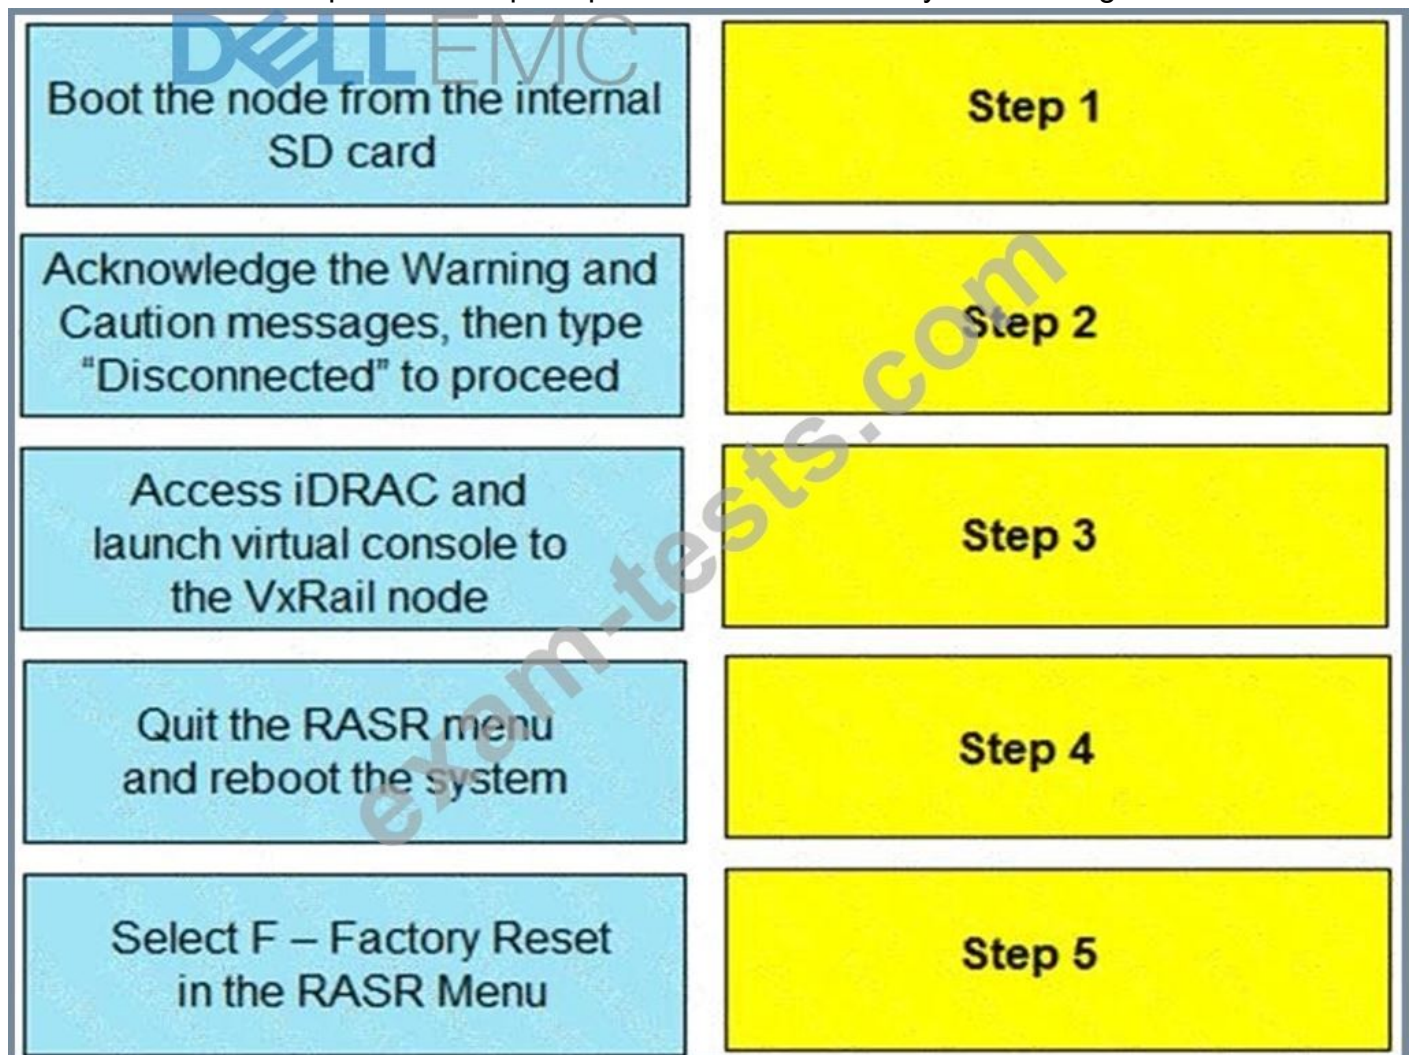 DELL EMC
Boot the node from the internal
SD card
Step 1
Acknowledge the Warning and
Caution messages, then type
“Disconnected” to proceed
Step 2
Access iDRAC and
launch virtual console to
the VxRail node
Step 3
Quit the RASR menu
and reboot the system
Step 4
Select F – Factory Reset
in the RASR Menu
Step 5
exam-tests.com